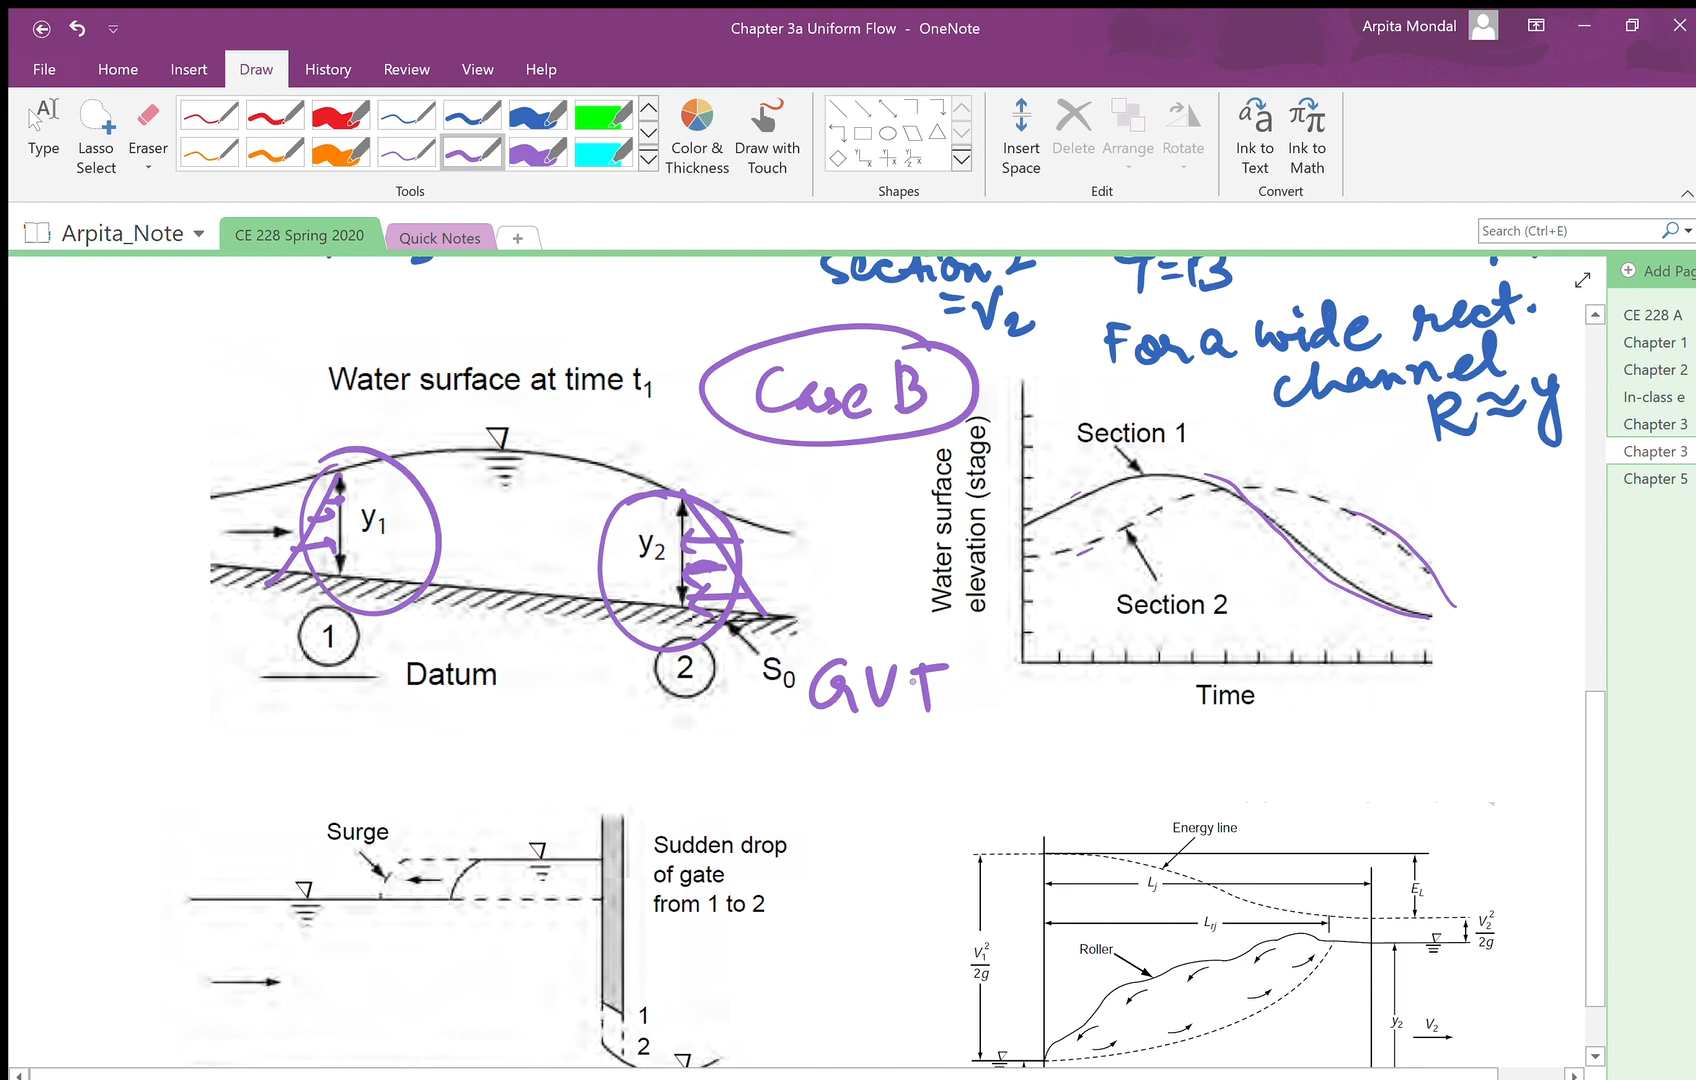 Chapter 3a Uniform Flow - OneNote
Arpita Mondal
File Home Insert Draw History Review View Help
Type
Lasso Select
Eraser
Color & Thickness
Draw with Touch
Insert Space
Delete
Arrange
Rotate
Ink to Text
Ink to Math
Tools
Shapes
Edit
Convert
Arpita_Note
CE 228 Spring 2020
Quick Notes
Search (Ctrl+E)
Add Pag
CE 228 A
Chapter 1
Chapter 2
In-class e
Chapter 3
Chapter 3
Chapter 5
section 2
= V2
T=B
For a wide rect.
channel
R≈y
Water surface at time t1
Case B
y1
y2
1
2
Datum
S0
GVT
Water surface
elevation (stage)
Section 1
Section 2
Time
Surge
Sudden drop
of gate
from 1 to 2
1
2
Energy line
Lj
EL
Lrj
V1²/2g
V2²/2g
Roller
y2
V2